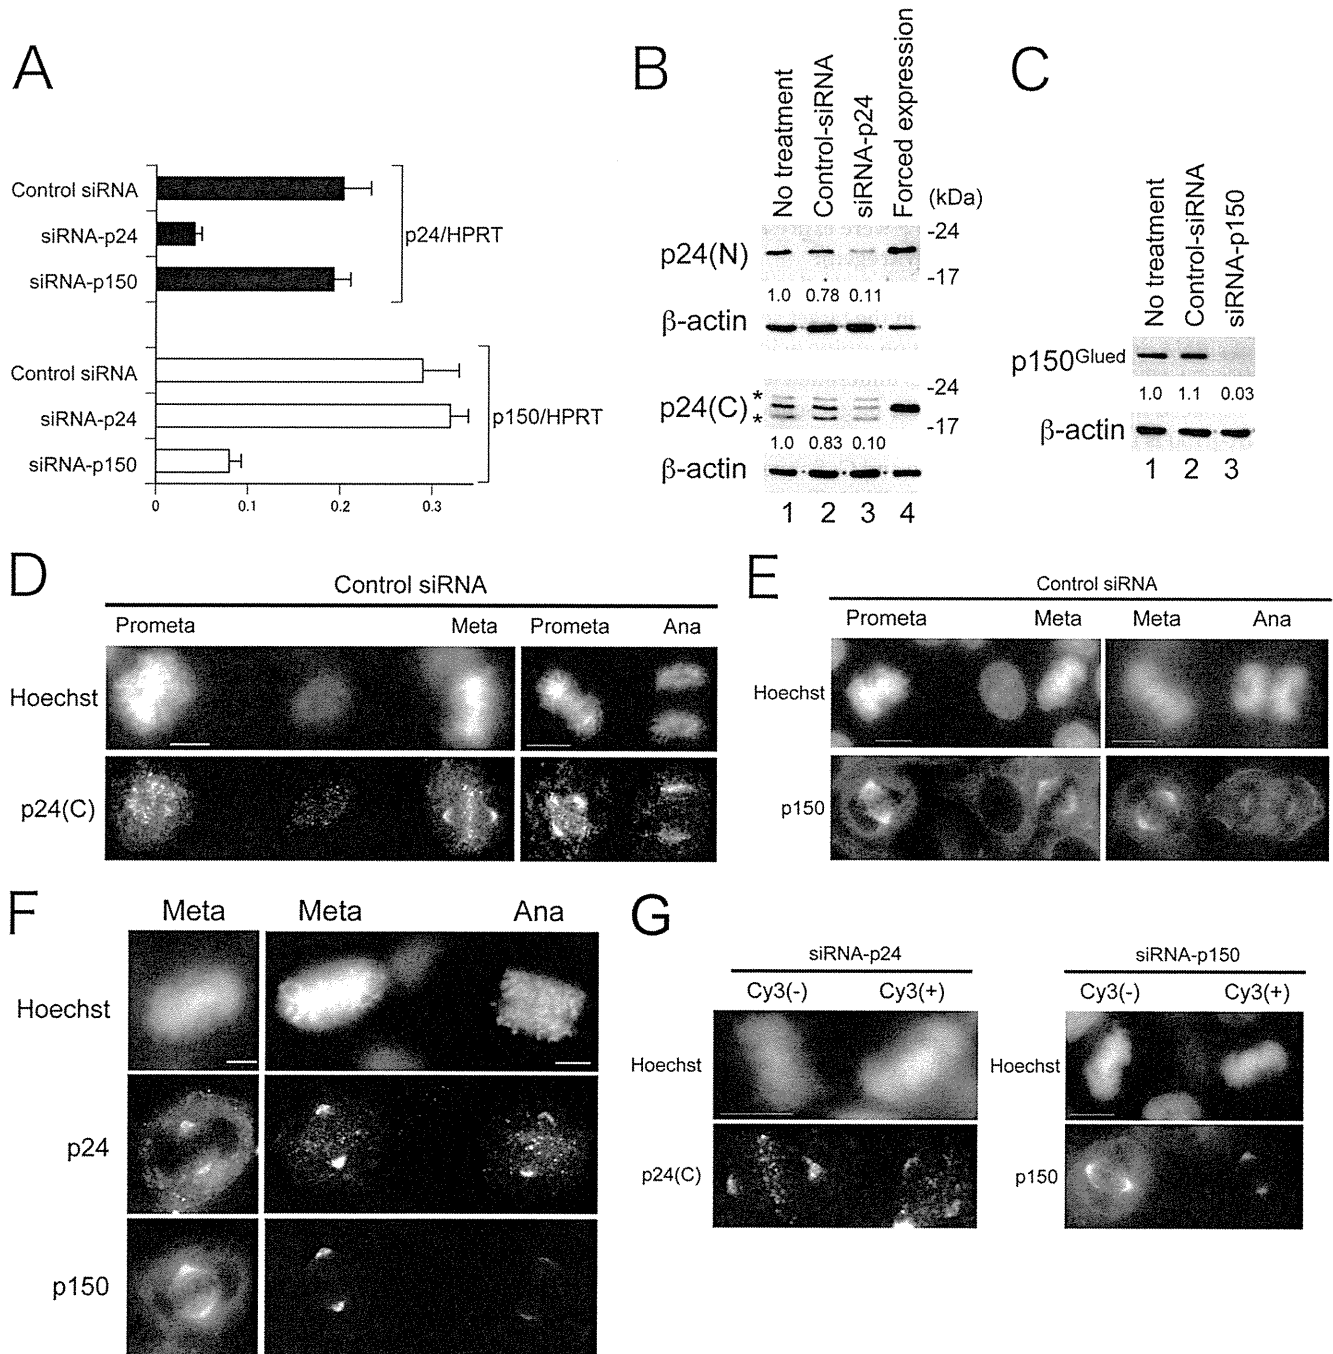 A
Control siRNA
siRNA-p24
siRNA-p150
p24/HPRT
Control siRNA
siRNA-p24
siRNA-p150
p150/HPRT
0 0.1 0.2 0.3
B
No treatment
Control-siRNA
siRNA-p24
Forced expression
(kDa)
p24(N)
-24
-17
1.0 0.78 0.11
β-actin
p24(C)
*
*
-24
-17
1.0 0.83 0.10
β-actin
1 2 3 4
C
No treatment
Control-siRNA
siRNA-p150
p150Glued
1.0 1.1 0.03
β-actin
1 2 3
D
Control siRNA
Prometa Meta Prometa Ana
Hoechst
p24(C)
E
Control siRNA
Prometa Meta Meta Ana
Hoechst
p150
F
Meta Meta Ana
Hoechst
p24
p150
G
siRNA-p24
Cy3(-) Cy3(+)
Hoechst
p24(C)
siRNA-p150
Cy3(-) Cy3(+)
Hoechst
p150